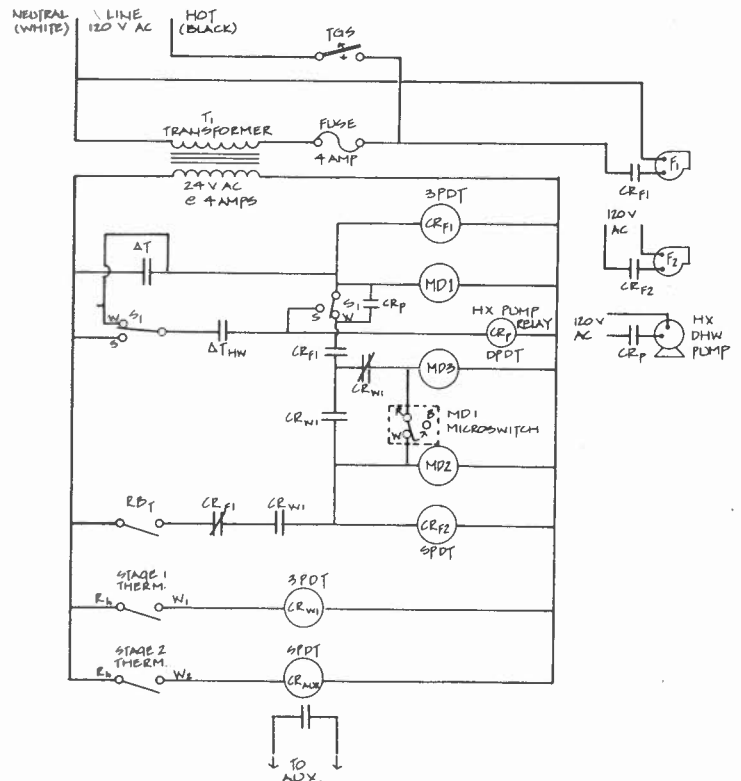 NEUTRAL (WHITE)
LINE 120 V AC
HOT (BLACK)
TGS
T1 TRANSFORMER
FUSE
4 AMP
24 V AC @ 4 AMPS
F1
CRF1
120 V AC
F2
CRF2
120 V AC
CRP
HX DHW PUMP
3PDT
CRF1
ΔT
MD1
S1
W
S
CRP
W
S1
S
ΔTHW
HX PUMP RELAY
CRP
DPDT
CRF1
CRW1
MD3
CRW1
R
B
W
MD1 MICROSWITCH
MD2
RBT
CRF1
CRW1
CRF2
SPDT
STAGE 1 THERM.
Rh
W1
3PDT
CRW1
STAGE 2 THERM.
Rh
W2
SPDT
CRAUX
TO AUX.